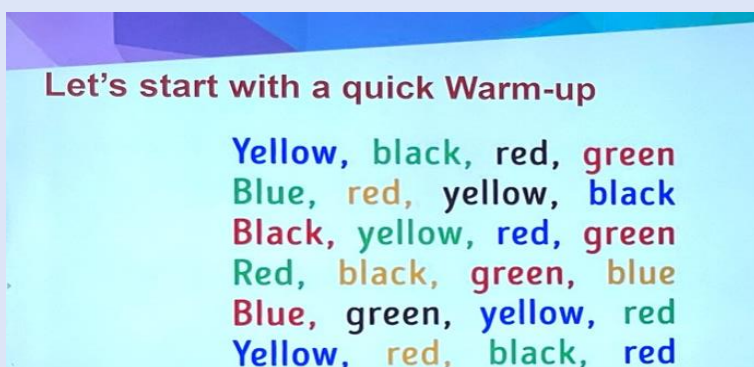 Let's start with a quick Warm-up
Yellow, black, red, green
Blue, red, yellow, black
Black, yellow, red, green
Red, black, green, blue
Blue, green, yellow, red
Yellow, red, black, red